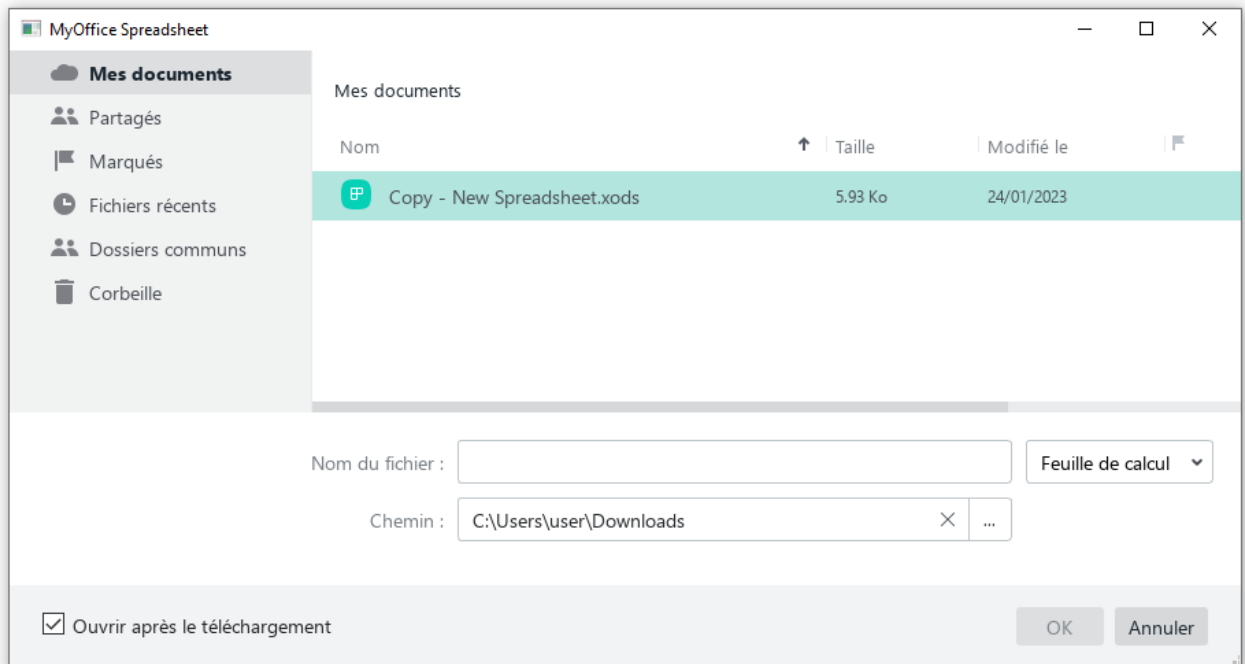 MyOffice Spreadsheet
Mes documents
Partagés
Marqués
Fichiers récents
Dossiers communs
Corbeille
Mes documents
Nom Taille Modifié le
Copy - New Spreadsheet.xods 5.93 Ko 24/01/2023
Nom du fichier : Feuille de calcul
Chemin : C:\Users\user\Downloads ...
Ouvrir après le téléchargement OK Annuler